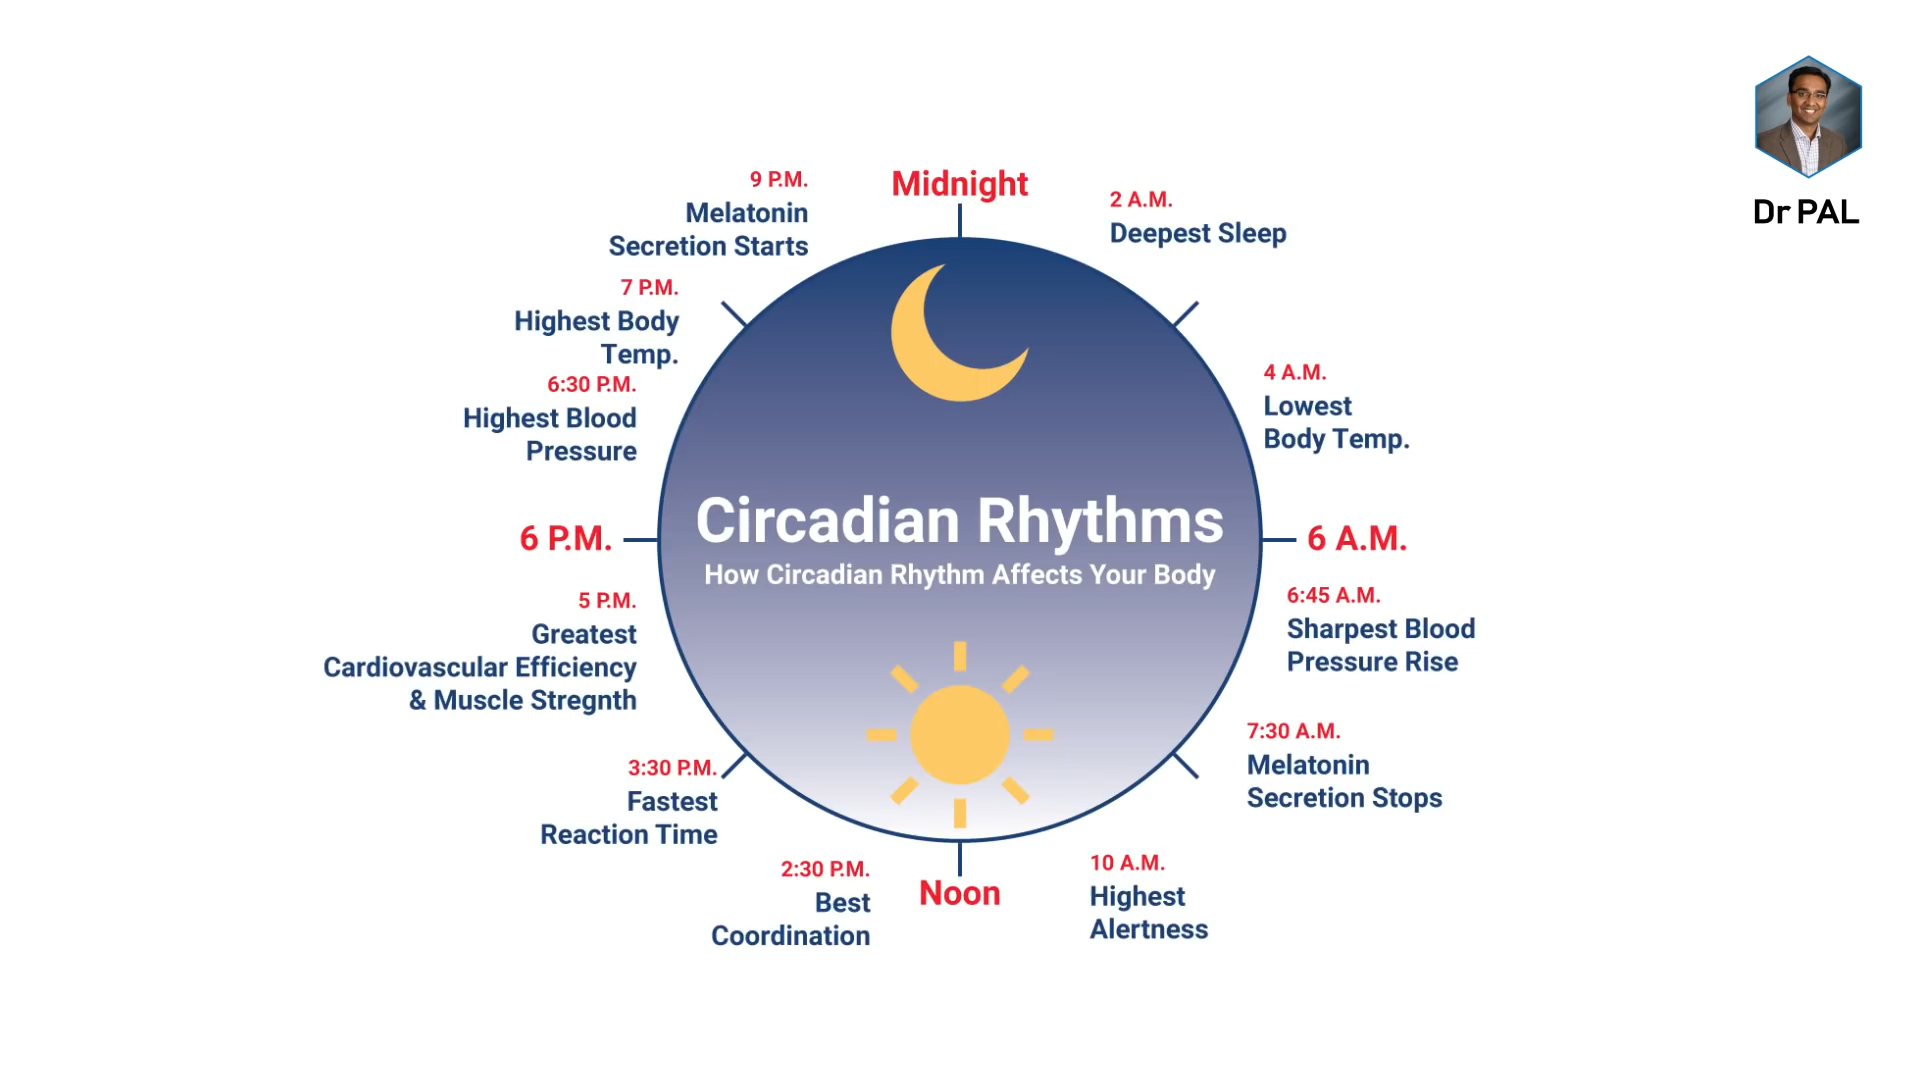 Dr PAL
Midnight
2 A.M.
Deepest Sleep
4 A.M.
Lowest
Body Temp.
6 A.M.
6:45 A.M.
Sharpest Blood
Pressure Rise
7:30 A.M.
Melatonin
Secretion Stops
10 A.M.
Highest
Alertness
Noon
2:30 P.M.
Best
Coordination
3:30 P.M.
Fastest
Reaction Time
5 P.M.
Greatest
Cardiovascular Efficiency
& Muscle Stregnth
6 P.M.
6:30 P.M.
Highest Blood
Pressure
7 P.M.
Highest Body
Temp.
9 P.M.
Melatonin
Secretion Starts
Circadian Rhythms
How Circadian Rhythm Affects Your Body